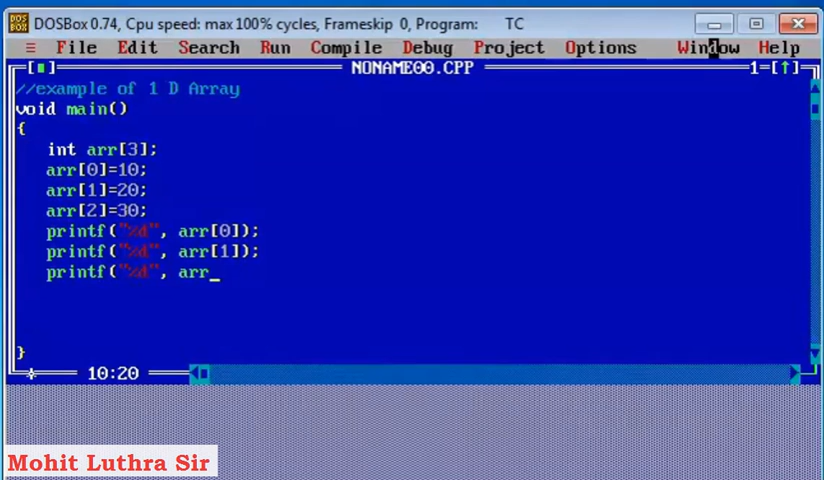 DOSBox 0.74, Cpu speed: max 100% cycles, Frameskip 0, Program: TC
≡ File Edit Search Run Compile Debug Project Options Window Help
[■] NONAME00.CPP 1=[↑]
//example of 1 D Array
void main()
{
int arr[3];
arr[0]=10;
arr[1]=20;
arr[2]=30;
printf("%d", arr[0]);
printf("%d", arr[1]);
printf("%d", arr_
}
* 10:20
Mohit Luthra Sir